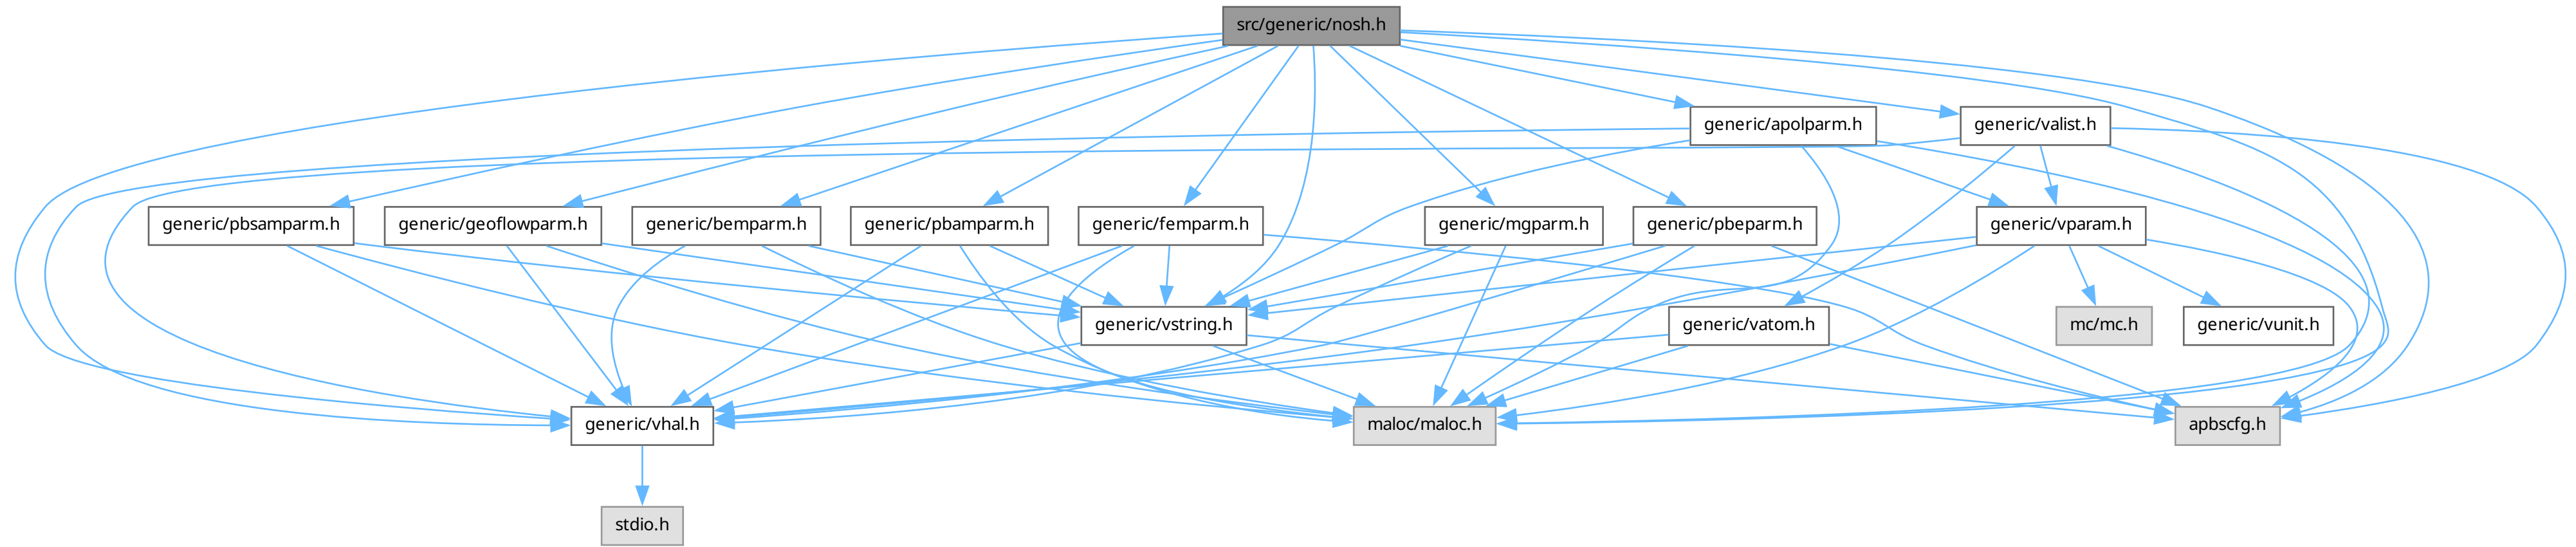 src/generic/nosh.h
generic/apolparm.h
generic/valist.h
generic/pbsamparm.h
generic/geoflowparm.h
generic/bemparm.h
generic/pbamparm.h
generic/femparm.h
generic/mgparm.h
generic/pbeparm.h
generic/vparam.h
generic/vstring.h
generic/vatom.h
mc/mc.h
generic/vunit.h
generic/vhal.h
maloc/maloc.h
apbscfg.h
stdio.h